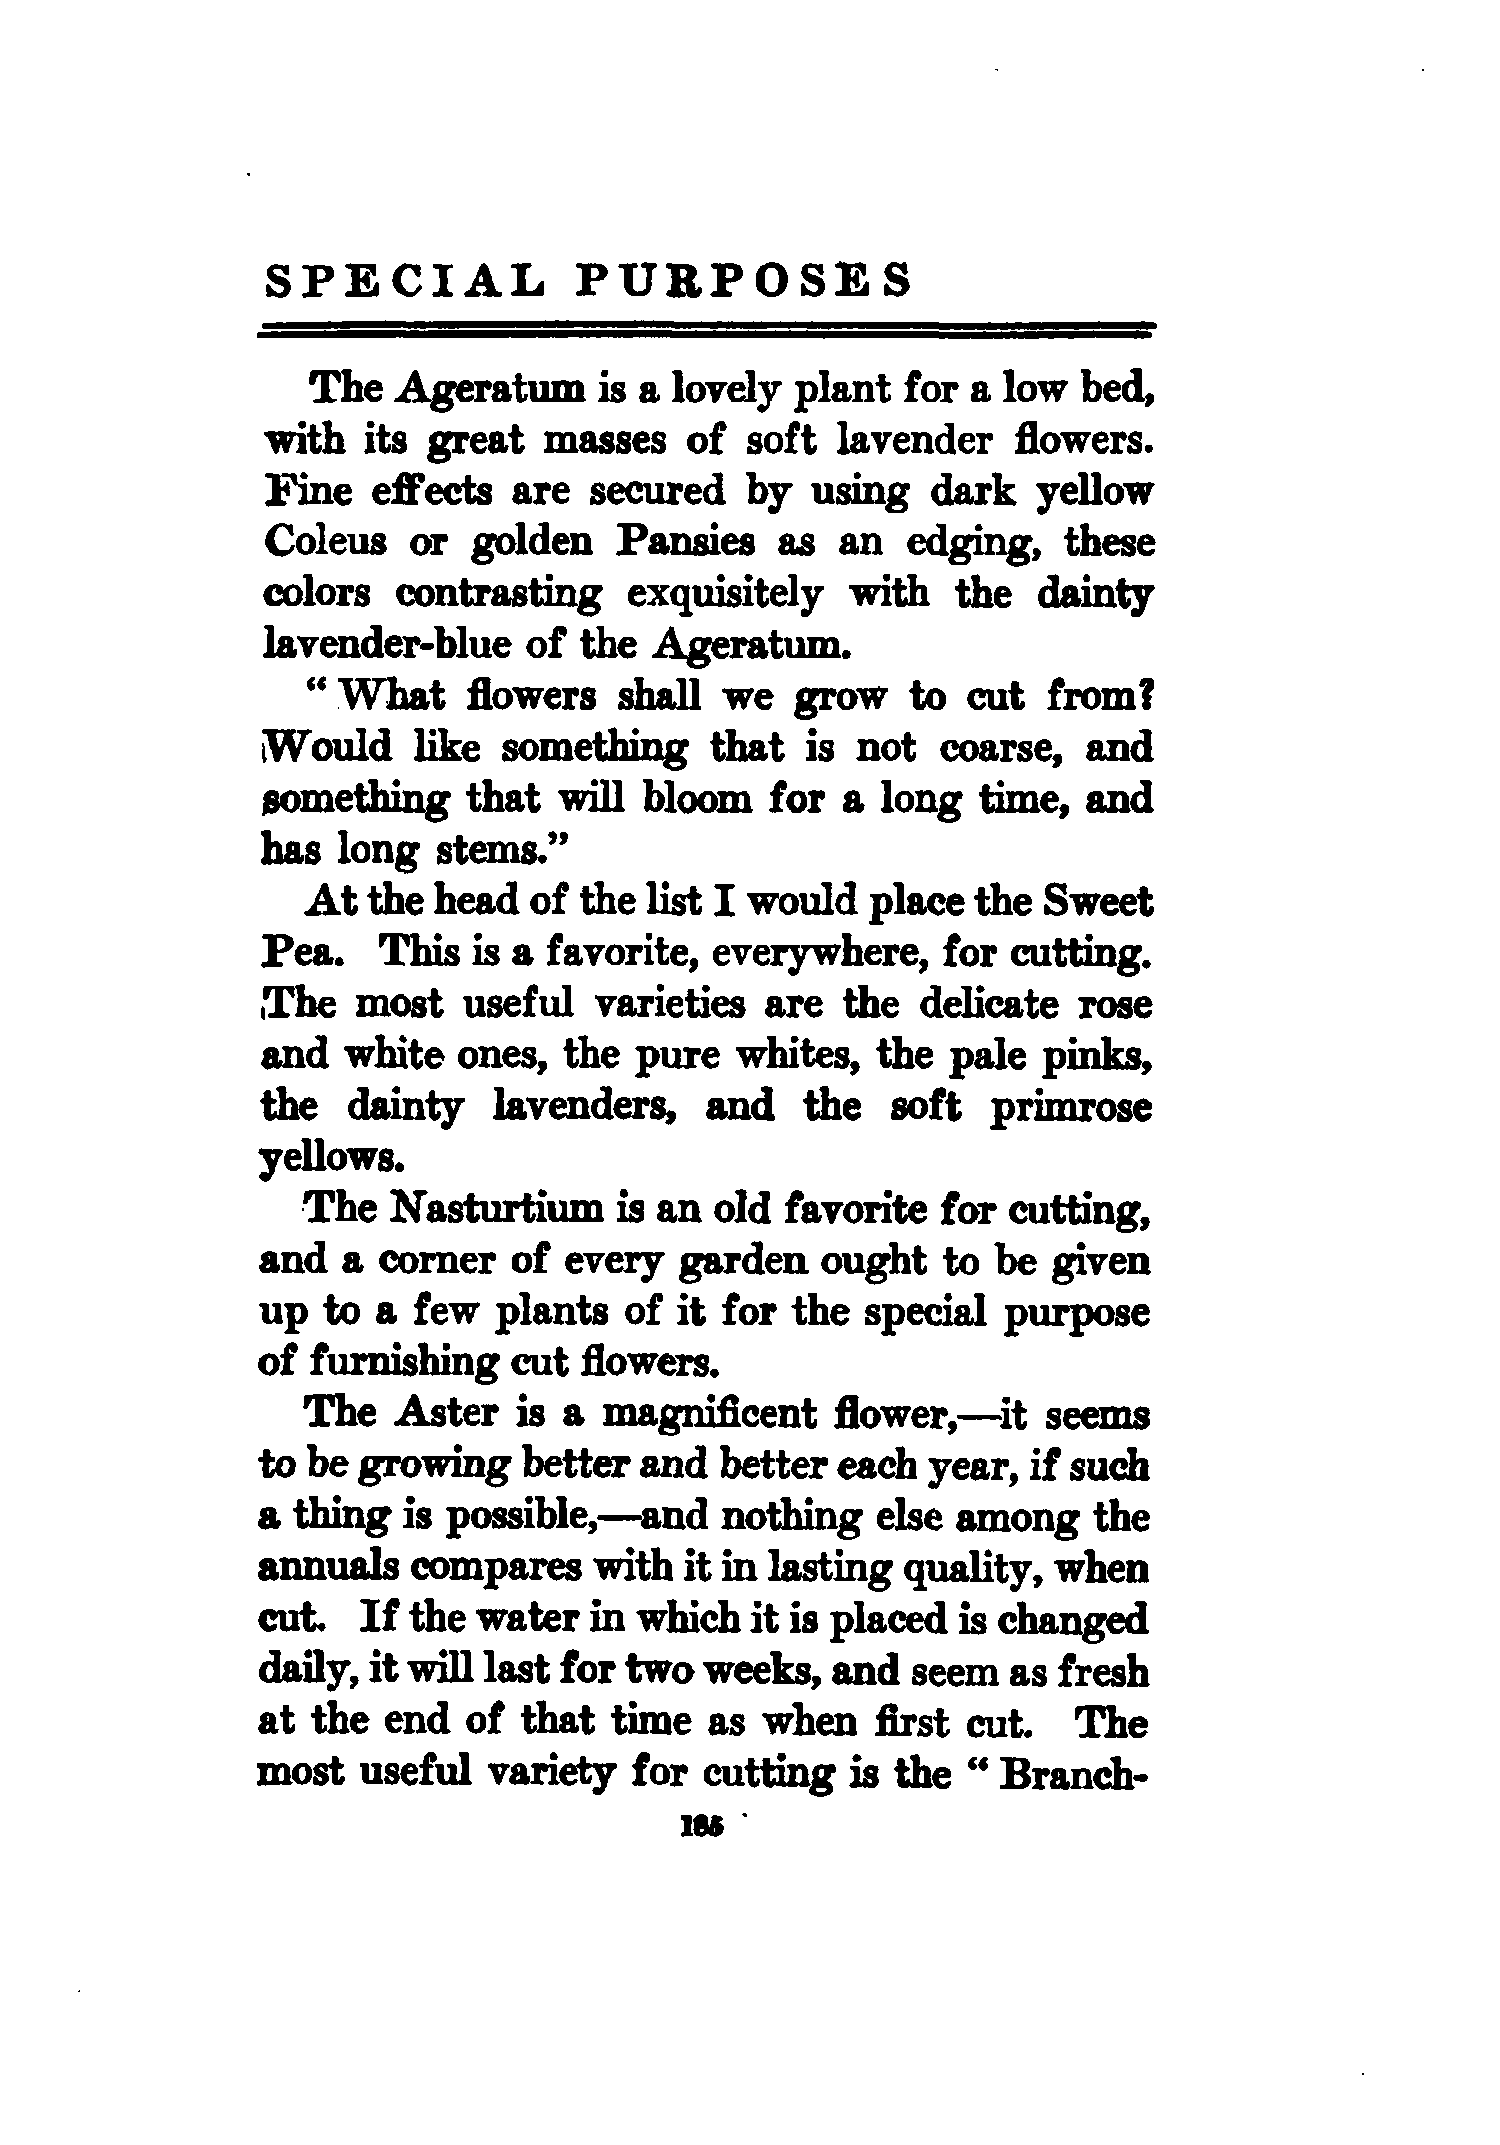 SPECIAL PURPOSES
The Ageratum is a lovely plant for a low bed,
with its great masses of soft lavender flowers.
Fine effects are secured by using dark yellow
Coleus or golden Pansies as an edging, these
colors contrasting exquisitely with the dainty
lavender-blue of the Ageratum.
“ What flowers shall we grow to cut from?
Would like something that is not coarse, and
something that will bloom for a long time, and
has long stems.”
At the head of the list I would place the Sweet
Pea. This is a favorite, everywhere, for cutting.
The most useful varieties are the delicate rose
and white ones, the pure whites, the pale pinks,
the dainty lavenders, and the soft primrose
yellows.
The Nasturtium is an old favorite for cutting,
and a corner of every garden ought to be given
up to a few plants of it for the special purpose
of furnishing cut flowers.
The Aster is a magnificent flower,—it seems
to be growing better and better each year, if such
a thing is possible,—and nothing else among the
annuals compares with it in lasting quality, when
cut. If the water in which it is placed is changed
daily, it will last for two weeks, and seem as fresh
at the end of that time as when first cut. The
most useful variety for cutting is the “ Branch-